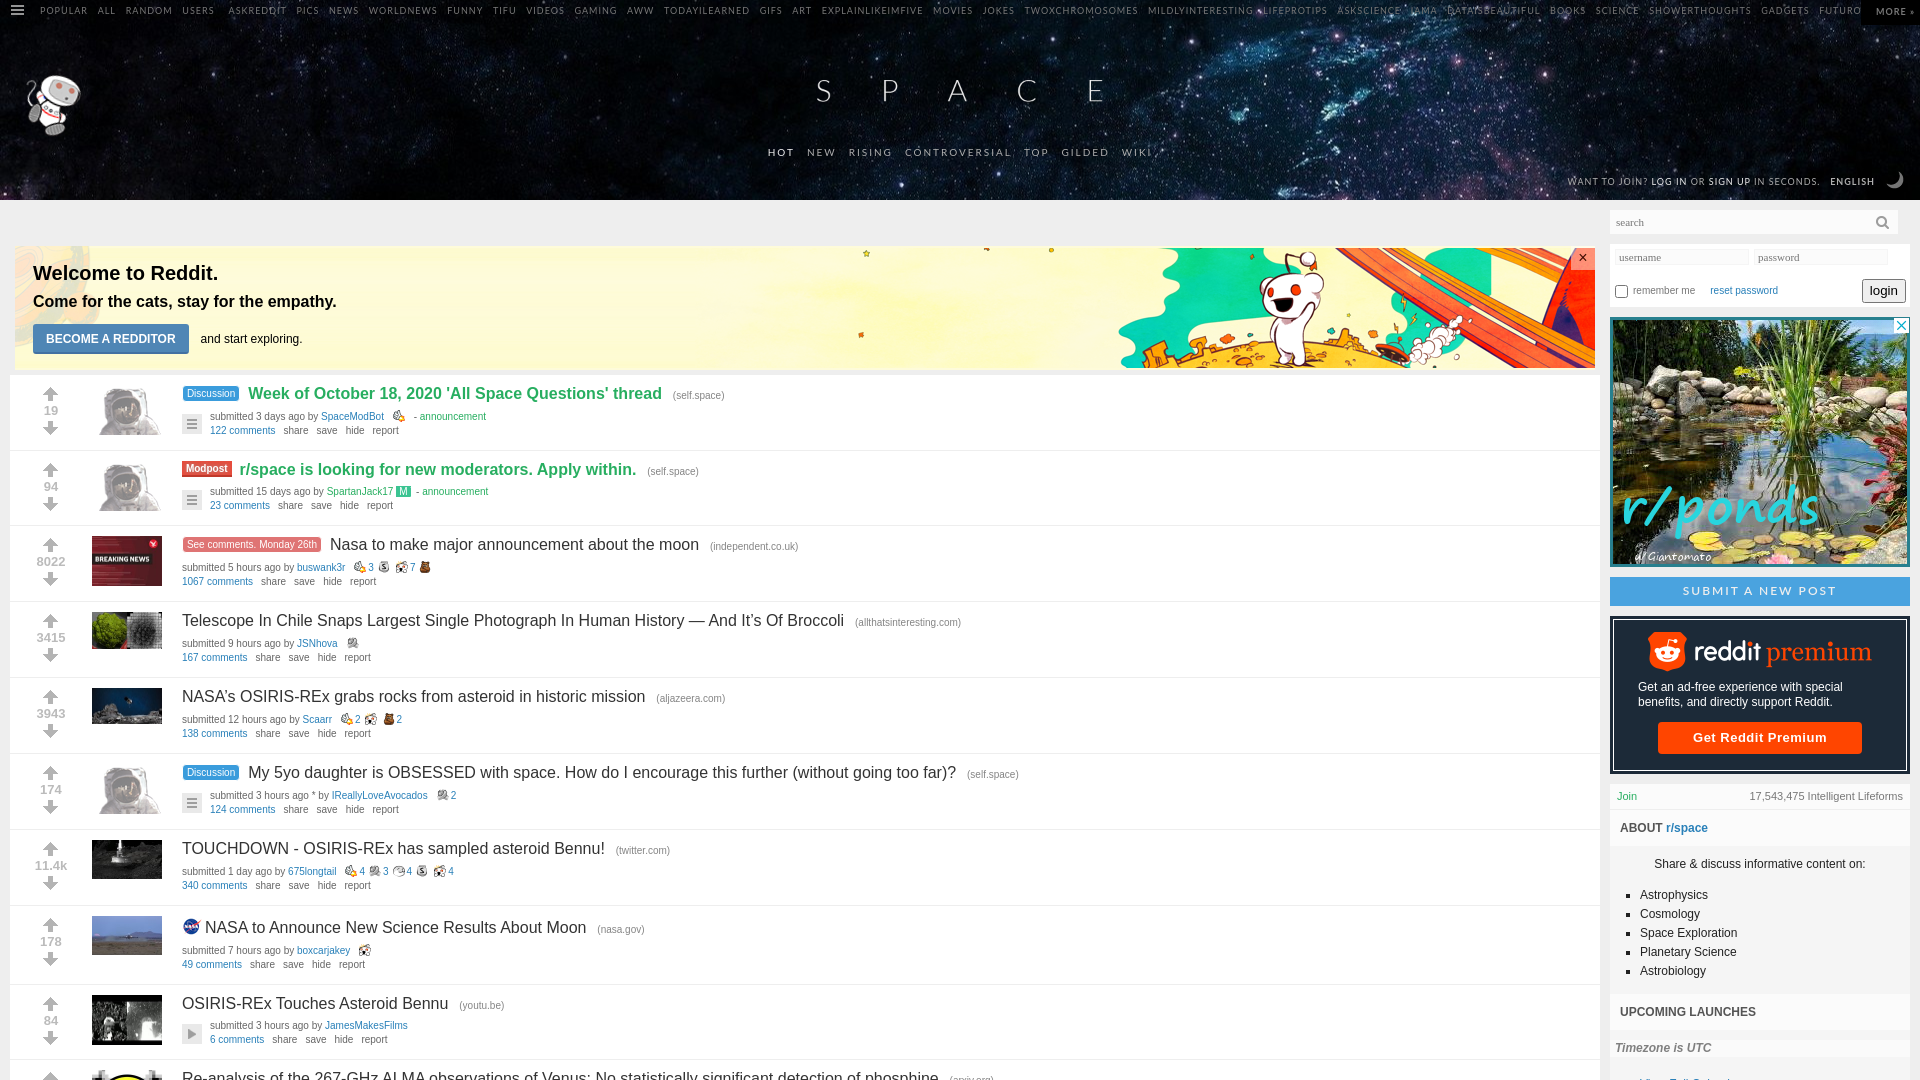 POPULAR ALL RANDOM USERS ASKREDDIT PICS NEWS WORLDNEWS FUNNY TIFU VIDEOS GAMING AWW TODAYILEARNED GIFS ART EXPLAINLIKEIMFIVE MOVIES JOKES TWOXCHROMOSOMES MILDLYINTERESTING LIFEPROTIPS ASKSCIENCE IAMA DATAISBEAUTIFUL BOOKS SCIENCE SHOWERTHOUGHTS GADGETS FUTURO MORE »
S P A C E
HOT NEW RISING CONTROVERSIAL TOP GILDED WIKI
WANT TO JOIN? LOG IN OR SIGN UP IN SECONDS. ENGLISH
search
username password
remember me reset password login
Welcome to Reddit.
Come for the cats, stay for the empathy.
BECOME A REDDITOR and start exploring.
19
Discussion Week of October 18, 2020 'All Space Questions' thread (self.space)
submitted 3 days ago by SpaceModBot - announcement
122 comments share save hide report
94
Modpost r/space is looking for new moderators. Apply within. (self.space)
submitted 15 days ago by SpartanJack17 M - announcement
23 comments share save hide report
8022
BREAKING NEWS
See comments. Monday 26th Nasa to make major announcement about the moon (independent.co.uk)
submitted 5 hours ago by buswank3r 3 7
1067 comments share save hide report
3415
Telescope In Chile Snaps Largest Single Photograph In Human History — And It’s Of Broccoli (allthatsinteresting.com)
submitted 9 hours ago by JSNhova
167 comments share save hide report
3943
NASA’s OSIRIS-REx grabs rocks from asteroid in historic mission (aljazeera.com)
submitted 12 hours ago by Scaarr 2 2
138 comments share save hide report
174
Discussion My 5yo daughter is OBSESSED with space. How do I encourage this further (without going too far)? (self.space)
submitted 3 hours ago * by IReallyLoveAvocados 2
124 comments share save hide report
11.4k
TOUCHDOWN - OSIRIS-REx has sampled asteroid Bennu! (twitter.com)
submitted 1 day ago by 675longtail 4 3 4 4
340 comments share save hide report
178
NASA to Announce New Science Results About Moon (nasa.gov)
submitted 7 hours ago by boxcarjakey
49 comments share save hide report
84
OSIRIS-REx Touches Asteroid Bennu (youtu.be)
submitted 3 hours ago by JamesMakesFilms
6 comments share save hide report
Re-analysis of the 267-GHz ALMA observations of Venus: No statistically significant detection of phosphine (arxiv.org)
r/ponds
u/Giantomato
SUBMIT A NEW POST
reddit premium
Get an ad-free experience with special
benefits, and directly support Reddit.
Get Reddit Premium
Join 17,543,475 Intelligent Lifeforms
ABOUT r/space
Share & discuss informative content on:
Astrophysics
Cosmology
Space Exploration
Planetary Science
Astrobiology
UPCOMING LAUNCHES
Timezone is UTC